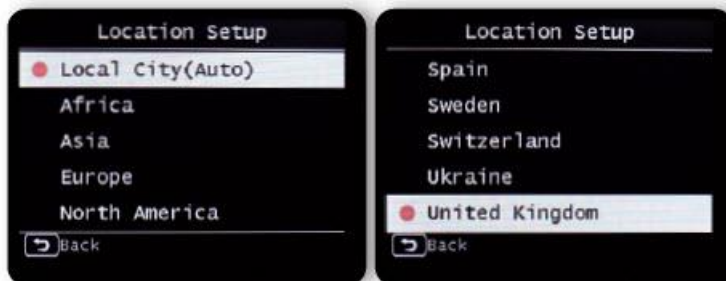 Location Setup
Local City(Auto)
Africa
Asia
Europe
North America
Back
Location Setup
Spain
Sweden
Switzerland
Ukraine
United Kingdom
Back